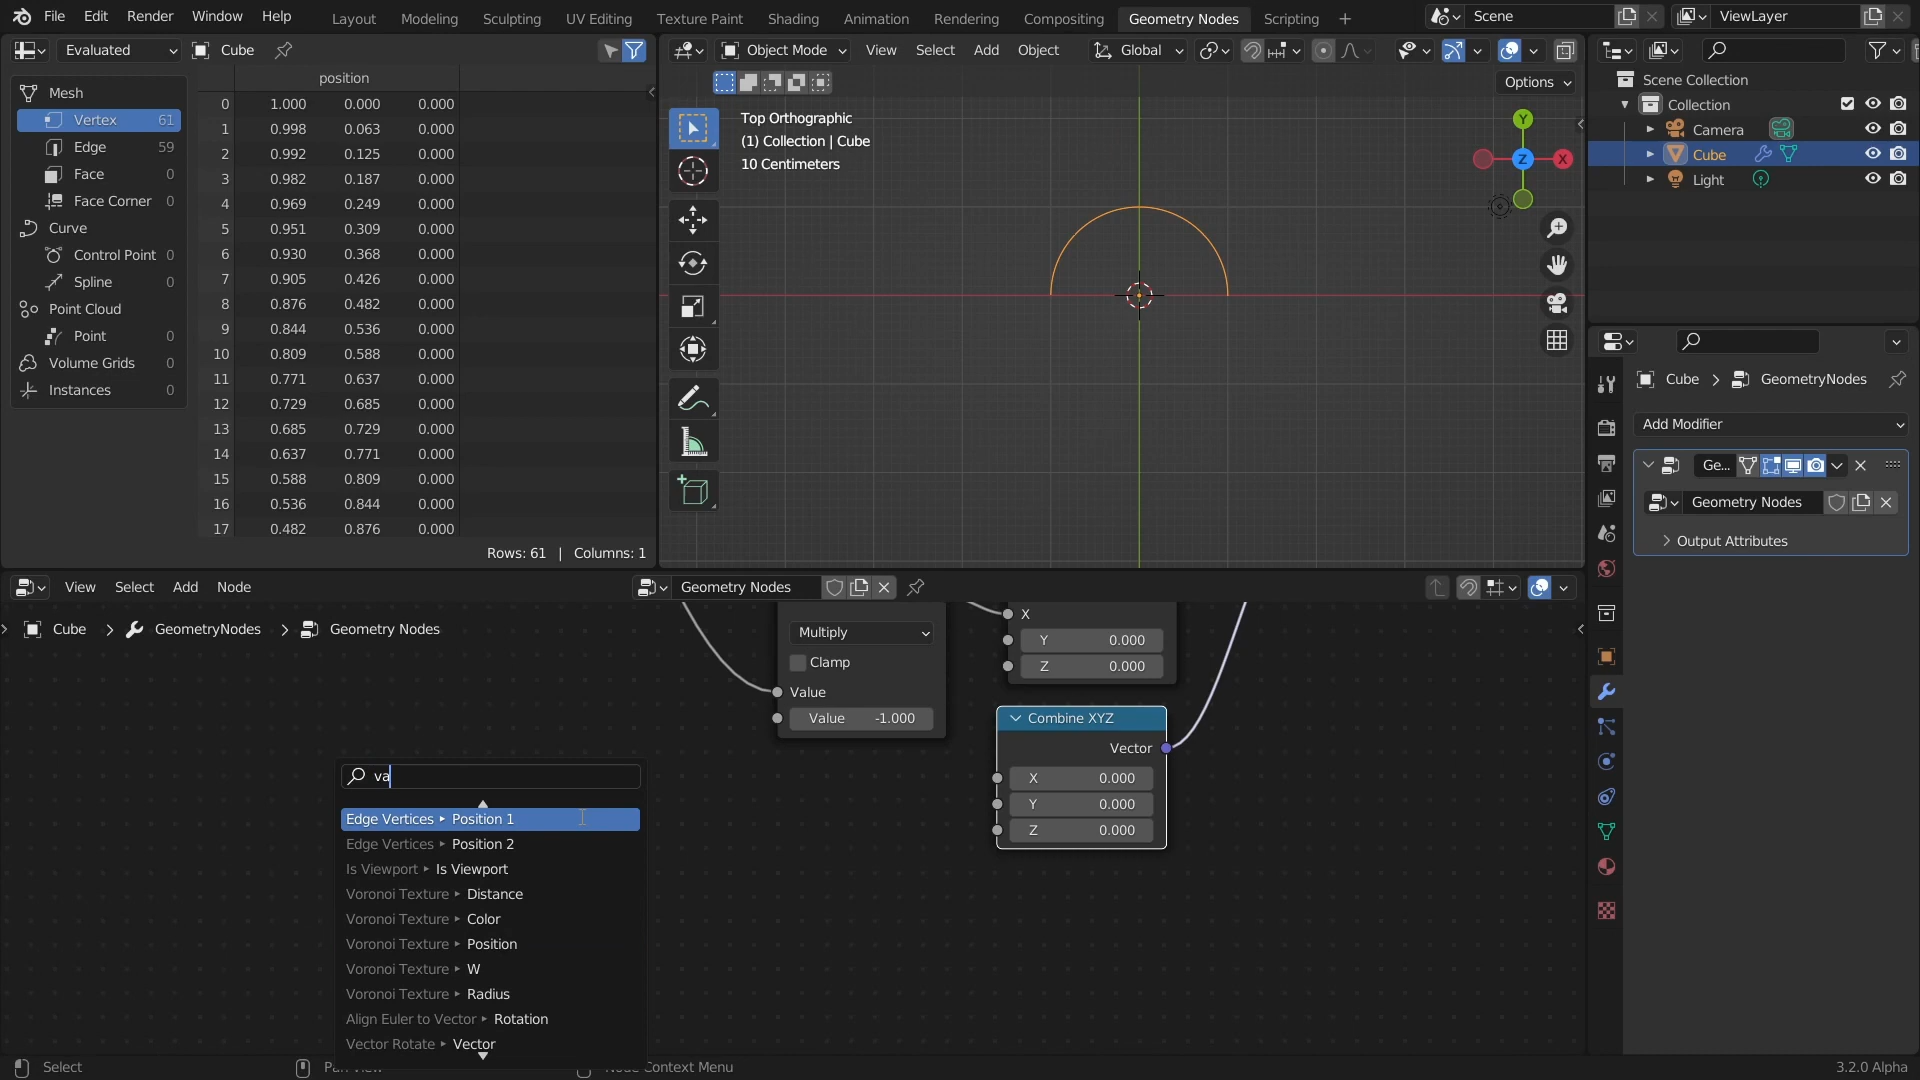 File Edit Render Window Help Layout Modeling Sculpting UV Editing Texture Paint Shading Animation Rendering Compositing Geometry Nodes Scripting + Scene ViewLayer
Evaluated Cube
Object Mode View Select Add Object Global
Options
position
Mesh
Vertex 61
Edge 59
Face 0
Face Corner 0
Curve
Control Point 0
Spline 0
Point Cloud
Point 0
Volume Grids 0
Instances 0
0 1.000 0.000 0.000
1 0.998 0.063 0.000
2 0.992 0.125 0.000
3 0.982 0.187 0.000
4 0.969 0.249 0.000
5 0.951 0.309 0.000
6 0.930 0.368 0.000
7 0.905 0.426 0.000
8 0.876 0.482 0.000
9 0.844 0.536 0.000
10 0.809 0.588 0.000
11 0.771 0.637 0.000
12 0.729 0.685 0.000
13 0.685 0.729 0.000
14 0.637 0.771 0.000
15 0.588 0.809 0.000
16 0.536 0.844 0.000
17 0.482 0.876 0.000
Rows: 61 | Columns: 1
Top Orthographic
(1) Collection | Cube
10 Centimeters
Y
Z X
Scene Collection
Collection
Camera
Cube
Light
Cube > GeometryNodes
Add Modifier
Ge...
Geometry Nodes
> Output Attributes
View Select Add Node Geometry Nodes
Cube > GeometryNodes > Geometry Nodes
Multiply
Clamp
Value
Value -1.000
X
Y 0.000
Z 0.000
Combine XYZ
Vector
X 0.000
Y 0.000
Z 0.000
va
Edge Vertices ▸ Position 1
Edge Vertices ▸ Position 2
Is Viewport ▸ Is Viewport
Voronoi Texture ▸ Distance
Voronoi Texture ▸ Color
Voronoi Texture ▸ Position
Voronoi Texture ▸ W
Voronoi Texture ▸ Radius
Align Euler to Vector ▸ Rotation
Vector Rotate ▸ Vector
Select Context Menu 3.2.0 Alpha